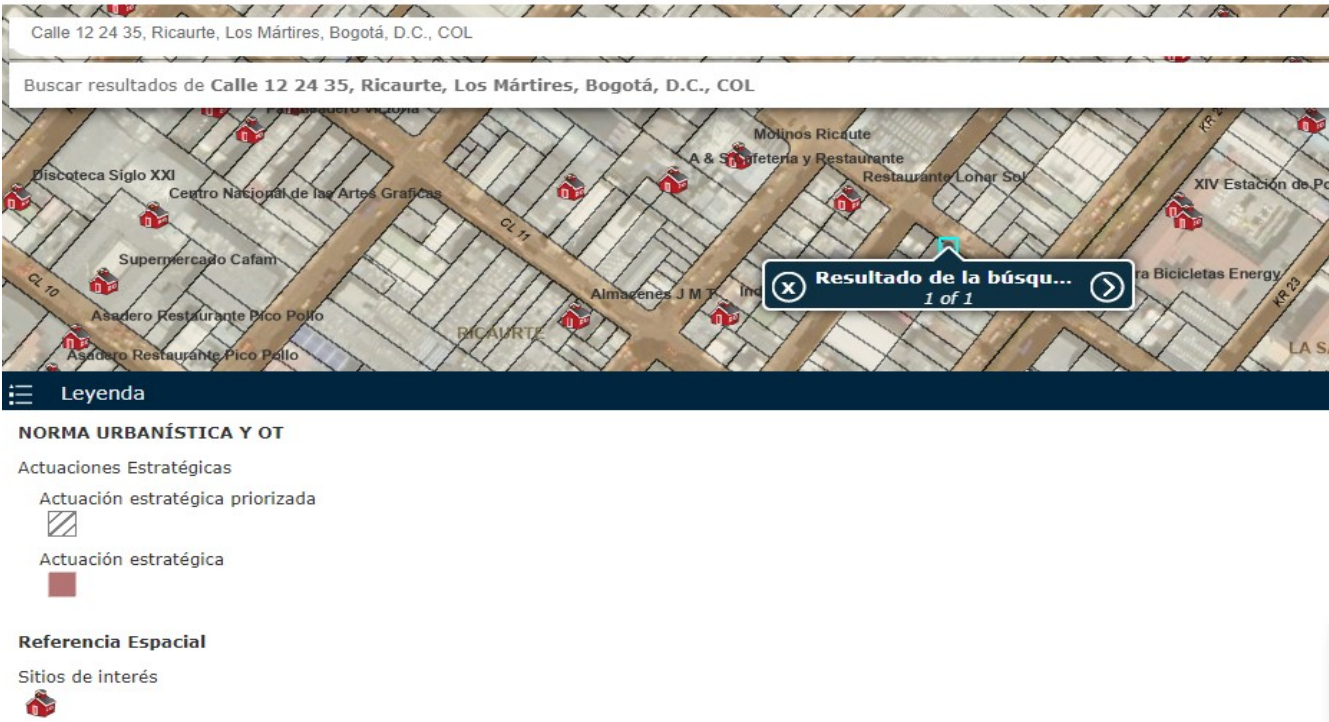 Calle 12 24 35, Ricaurte, Los Mártires, Bogotá, D.C., COL
Buscar resultados de Calle 12 24 35, Ricaurte, Los Mártires, Bogotá, D.C., COL
Molinos Ricaute
A & S
fetería y Restaurante
KR 2
Discoteca Siglo XXI
Restaurante Lonar Sol
XIV Estación de Po
Centro Nacional de las Artes Graficas
CL 11
Supermercado Cafam
Resultado de la búsqu...
ra Bicicletas Energy
CL 10
Almacenes J M T
1 of 1
KR 23
Asadero Restaurante Pico Pollo
RICAURTE
Asadero Restaurante Pico Pollo
LA S
Leyenda
NORMA URBANÍSTICA Y OT
Actuaciones Estratégicas
Actuación estratégica priorizada
Actuación estratégica
Referencia Espacial
Sitios de interés